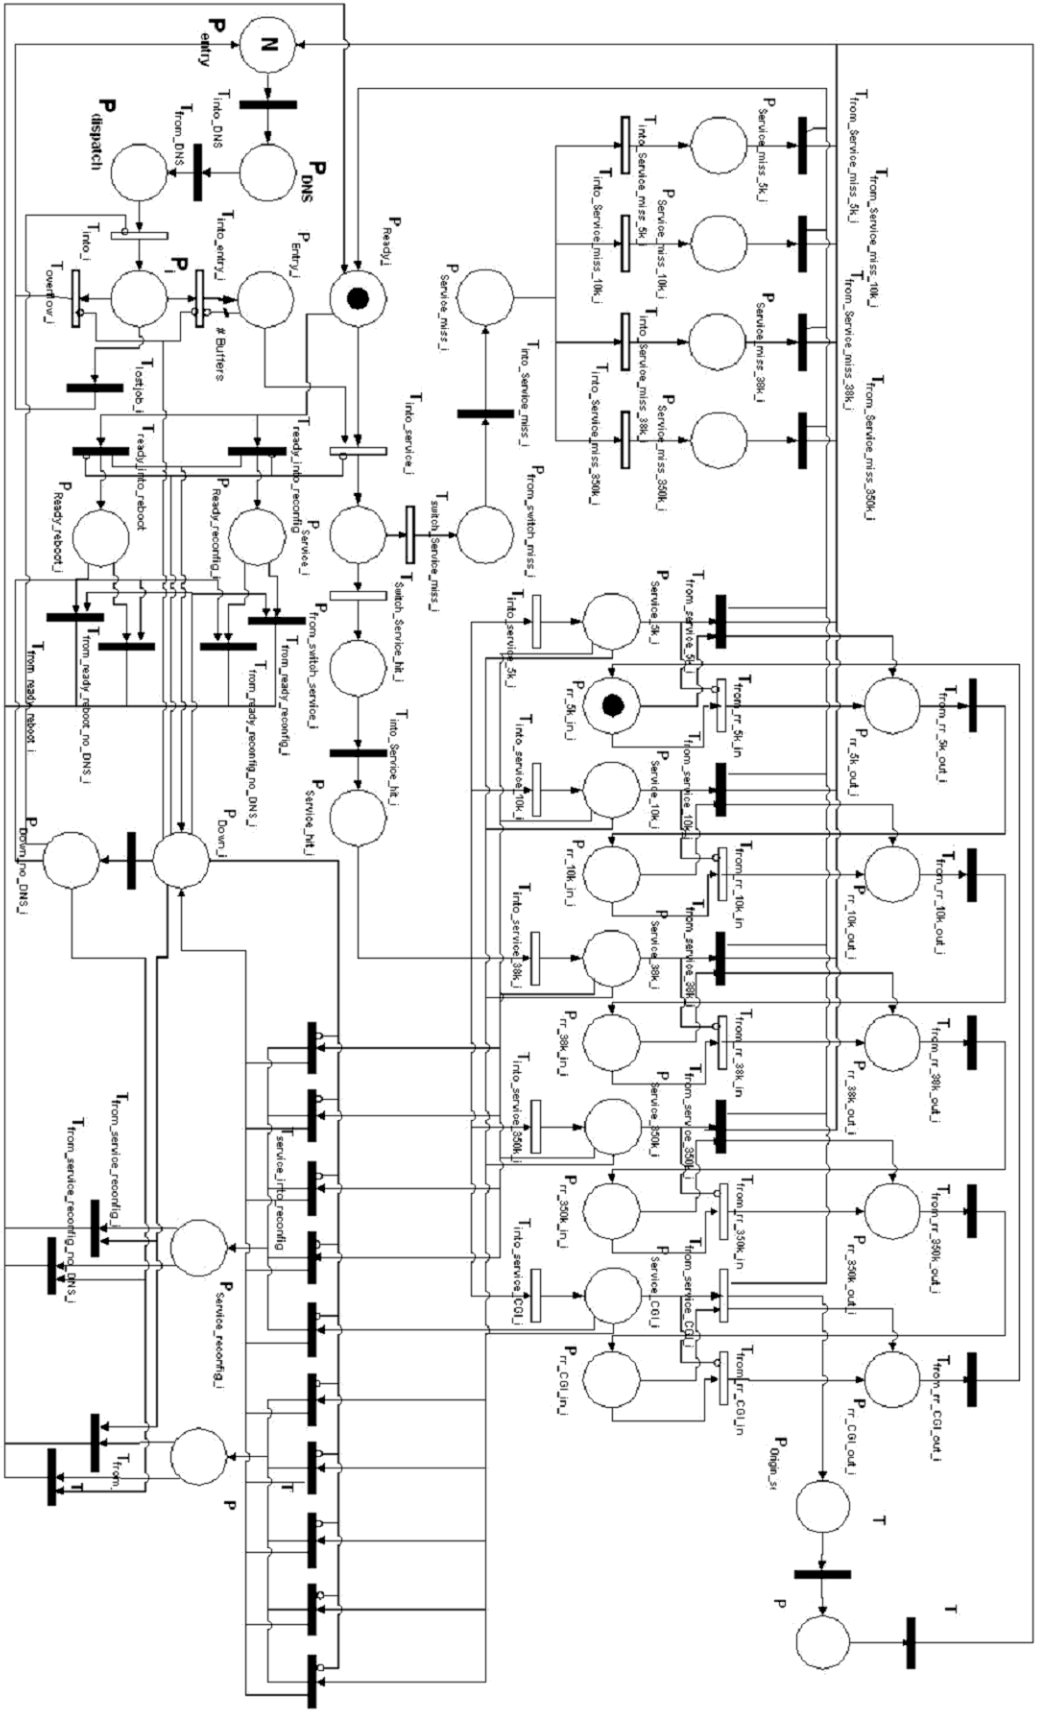 P entry
N
T into_DNS
T from_DNS
P DNS
P dispatch
T into_i
P i
T into_entry_i
P Entry_i
T overflow_i
# Buffers
T lostjob_i
P Ready_i
T into_service_i
T ready_into_reboot
T ready_into_reconfig
P Ready_reboot_i
P Ready_reconfig_i
P Service_i
T switch_Service_miss_i
P from_switch_miss_i
T into_Service_miss_i
P Service_miss_i
T into_Service_miss_5k_i
P Service_miss_5k_i
T from_Service_miss_5k_i
T into_Service_miss_10k_i
P Service_miss_10k_i
T from_Service_miss_10k_i
T into_Service_miss_38k_i
P Service_miss_38k_i
T from_Service_miss_38k_i
T into_Service_miss_350k_i
P Service_miss_350k_i
T from_Service_miss_350k_i
T Switch_Service_hit_i
P from_switch_service_i
T into_Service_hit_i
P Service_hit_i
T from_ready_reboot_i
T from_ready_reboot_no_DNS_i
T from_ready_reconfig_no_DNS_i
T from_ready_reconfig_i
P Down_i
P Down_no_DNS_i
T into_service_5k_i
P Service_5k_i
T from_service_5k_i
P rr_5k_in_i
T from_rr_5k_in
P rr_5k_out_i
T from_rr_5k_out_i
T into_service_10k_i
P Service_10k_i
T from_service_10k_i
P rr_10k_in_i
T from_rr_10k_in
P rr_10k_out_i
T from_rr_10k_out_i
T into_service_38k_i
P Service_38k_i
T from_service_38k_i
P rr_38k_in_i
T from_rr_38k_in
P rr_38k_out_i
T from_rr_38k_out_i
T into_service_350k_i
P Service_350k_i
T from_service_350k_i
P rr_350k_in_i
T from_rr_350k_in
P rr_350k_out_i
T from_rr_350k_out_i
T into_service_CGI_i
P Service_CGI_i
T from_service_CGI_i
P rr_CGI_in_i
T from_rr_CGI_in
P rr_CGI_out_i
T from_rr_CGI_out_i
T service_into_reconfig
T from_service_reconfig_i
T from_service_reconfig_no_DNS_i
P Service_reconfig_i
T from
T
P
T
P Origin_se
T
P
T